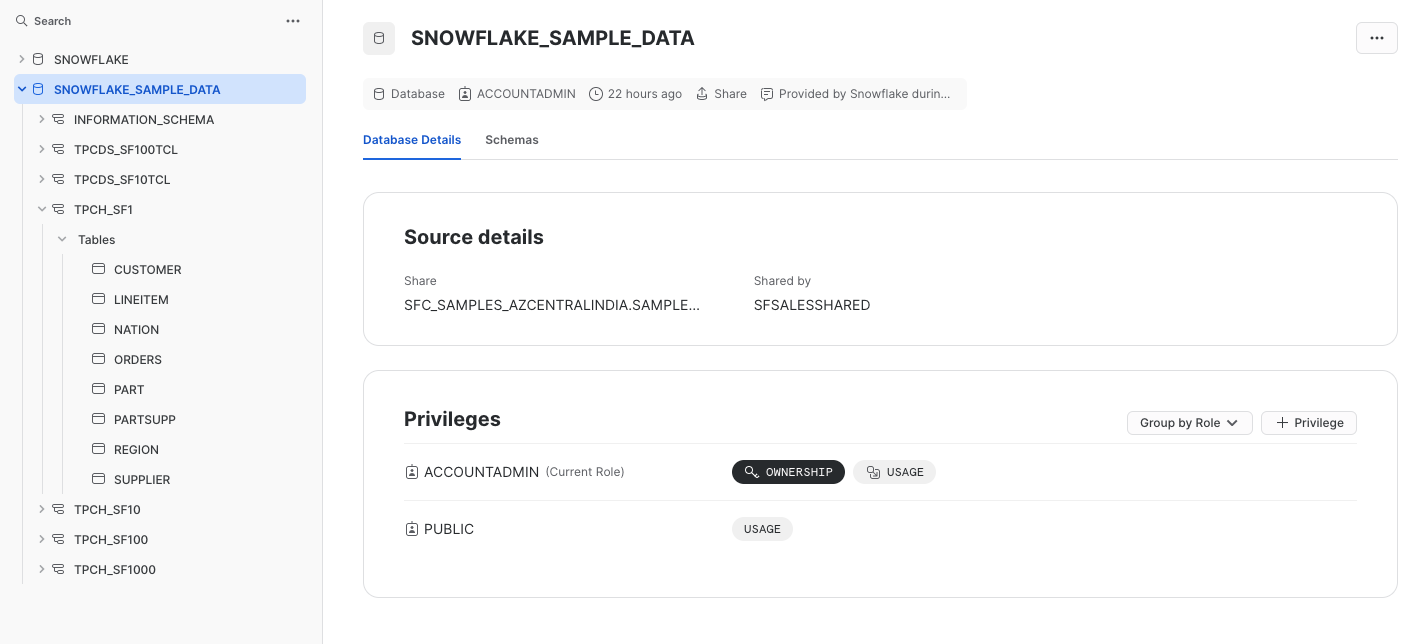 Search
SNOWFLAKE
SNOWFLAKE_SAMPLE_DATA
INFORMATION_SCHEMA
TPCDS_SF100TCL
TPCDS_SF10TCL
TPCH_SF1
Tables
CUSTOMER
LINEITEM
NATION
ORDERS
PART
PARTSUPP
REGION
SUPPLIER
TPCH_SF10
TPCH_SF100
TPCH_SF1000
SNOWFLAKE_SAMPLE_DATA
Database ACCOUNTADMIN 22 hours ago Share Provided by Snowflake durin...
Database Details Schemas
Source details
Share Shared by
SFC_SAMPLES_AZCENTRALINDIA.SAMPLE... SFSALESSHARED
Privileges Group by Role + Privilege
ACCOUNTADMIN (Current Role) OWNERSHIP USAGE
PUBLIC USAGE